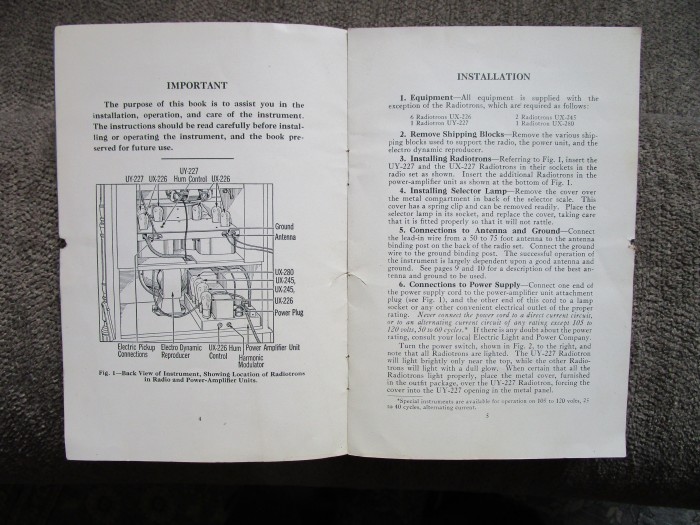 IMPORTANT
The purpose of this book is to assist you in the
installation, operation, and care of the instrument.
The instructions should be read carefully before instal-
ling or operating the instrument, and the book pre-
served for future use.
UY-227
UY-227 UX-226 Hum Control UX-226
Ground
Antenna
UX-280
UX-245,
UX-245,
UX-226
Power Plug
Electric Pickup
Connections
Electro Dynamic
Reproducer
UX-226 Hum
Control
Power Amplifier Unit
Harmonic
Modulator
Fig. 1—Back View of Instrument, Showing Location of Radiotrons
in Radio and Power-Amplifier Units.
4
INSTALLATION
1. Equipment—All equipment is supplied with the
exception of the Radiotrons, which are required as follows:
6 Radiotrons UX-226 2 Radiotrons UX-245
1 Radiotron UY-227 1 Radiotron UX-280
2. Remove Shipping Blocks—Remove the various ship-
ping blocks used to support the radio, the power unit, and the
electro dynamic reproducer.
3. Installing Radiotrons—Referring to Fig. 1, insert the
UY-227 and the UX-227 Radiotrons in their sockets in the
radio set as shown. Insert the additional Radiotrons in the
power-amplifier unit as shown at the bottom of Fig. 1.
4. Installing Selector Lamp—Remove the cover over
the metal compartment in back of the selector scale. This
cover has a spring clip and can be removed readily. Place the
selector lamp in its socket, and replace the cover, taking care
that it is fitted properly so that it will not rattle.
5. Connections to Antenna and Ground—Connect
the lead-in wire from a 50 to 75 foot antenna to the antenna
binding post on the back of the radio set. Connect the ground
wire to the ground binding post. The successful operation of
the instrument is largely dependent upon a good antenna and
ground. See pages 9 and 10 for a description of the best an-
tenna and ground to be used.
6. Connections to Power Supply—Connect one end of
the power supply cord to the power-amplifier unit attachment
plug (see Fig. 1), and the other end of this cord to a lamp
socket or any other convenient electrical outlet of the proper
rating. Never connect the power cord to a direct current circuit,
or to an alternating current circuit of any rating except 105 to
120 volts, 50 to 60 cycles.* If there is any doubt about the power
rating, consult your local Electric Light and Power Company.
Turn the power switch, shown in Fig. 2, to the right, and
note that all Radiotrons are lighted. The UY-227 Radiotron
will light brightly only near the top, while the other Radio-
trons will light with a dull glow. When certain that all the
Radiotrons light properly, place the metal cover, furnished
in the outfit package, over the UY-227 Radiotron, forcing the
cover into the UY-227 opening in the metal panel.
*Special instruments are available for operation on 105 to 120 volts, 25
to 40 cycles, alternating current.
5